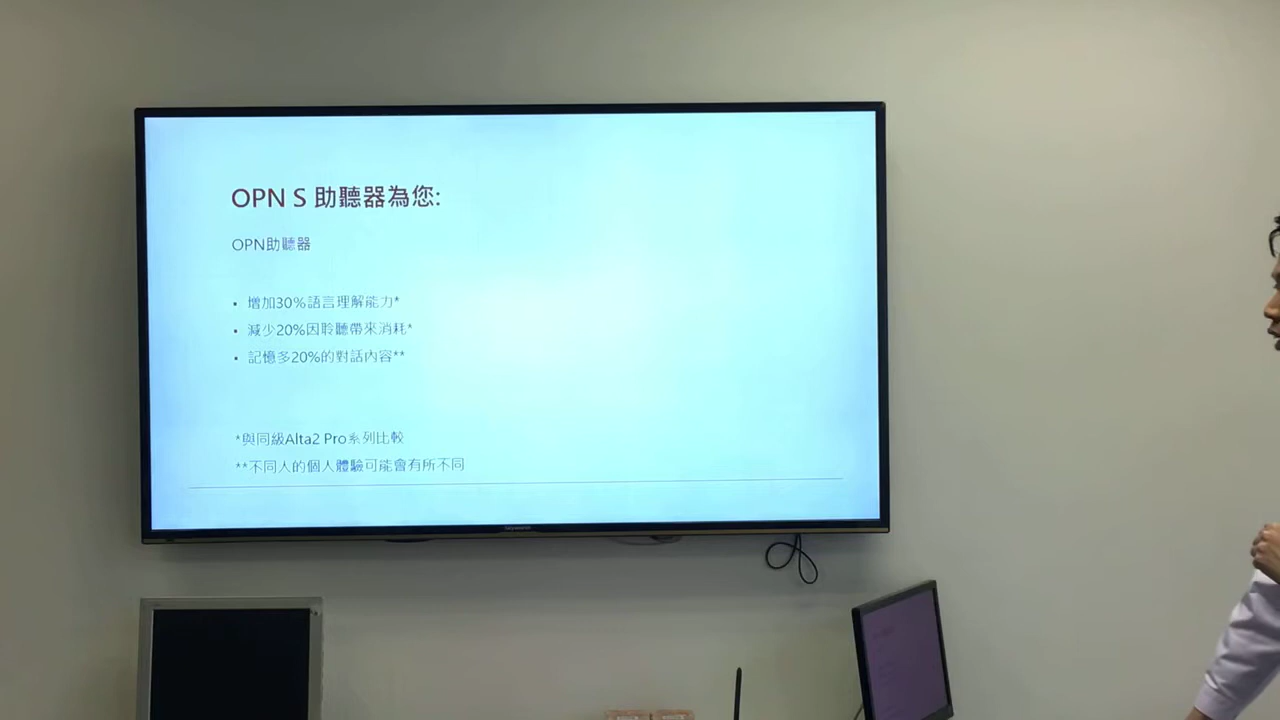 OPN S 助聽器為您:
OPN助聽器
• 增加30%語言理解能力*
• 減少20%因聆聽帶來消耗*
• 記憶多20%的對話內容**
*與同級Alta2 Pro系列比較
**不同人的個人體驗可能會有所不同